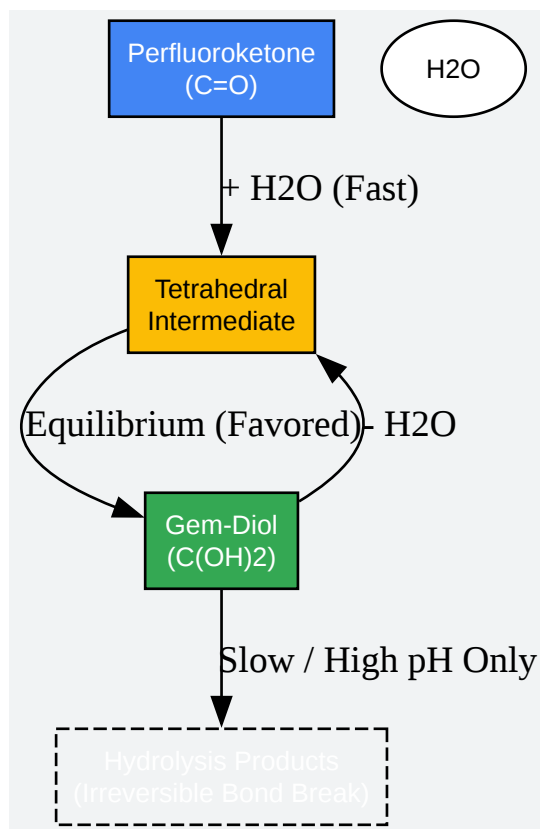 Perfluoroketone
(C=O)
H2O
+ H2O (Fast)
Tetrahedral
Intermediate
Equilibrium (Favored)
- H2O
Gem-Diol
(C(OH)2)
Slow / High pH Only
Hydrolysis Products
(Irreversible Bond Break)